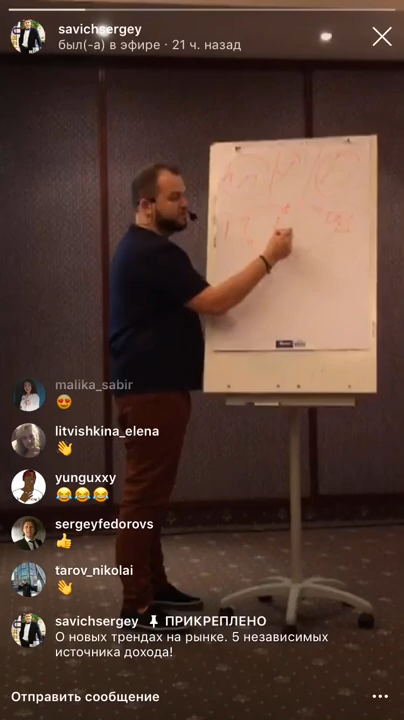 savichsergey
был(-а) в эфире · 21 ч. назад
malika_sabir
😍
litvishkina_elena
👋
yunguxxy
😂😂😂
sergeyfedorovs
👍
tarov_nikolai
👋
savichsergey 📌 ПРИКРЕПЛЕНО
О новых трендах на рынке. 5 независимых
источника дохода!
Отправить сообщение